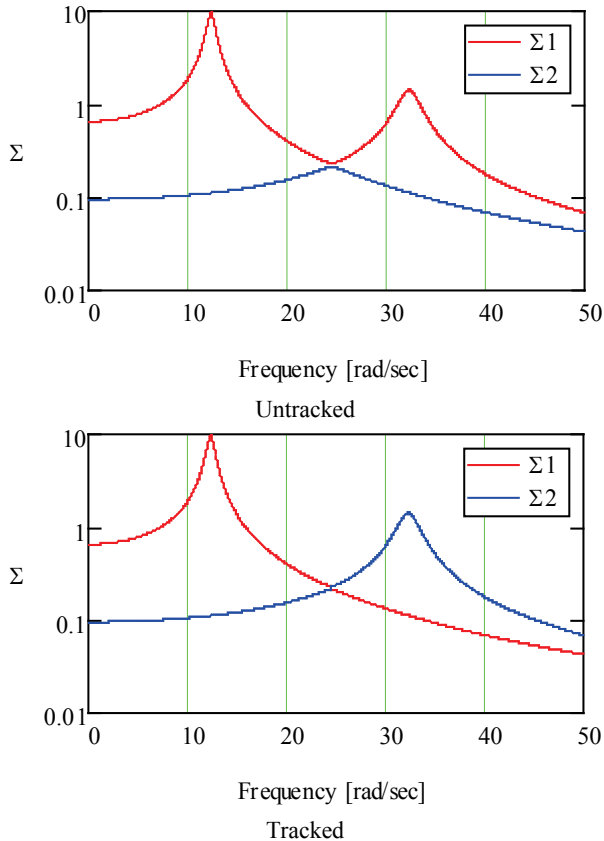 10
1
Σ
0.1
0.01
0 10 20 30 40 50
Σ1
Σ2
Frequency [rad/sec]
Untracked
10
1
Σ
0.1
0.01
0 10 20 30 40 50
Σ1
Σ2
Frequency [rad/sec]
Tracked